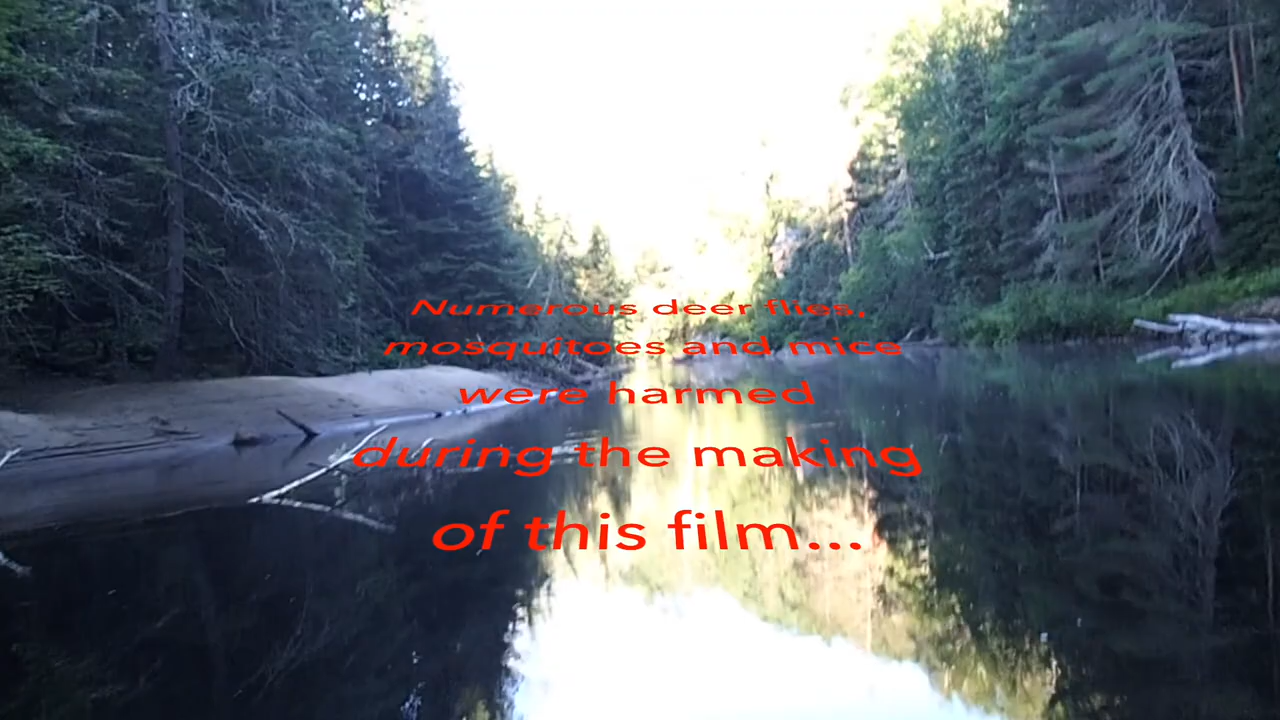 Numerous deer flies,
mosquitoes and mice
were harmed
during the making
of this film...